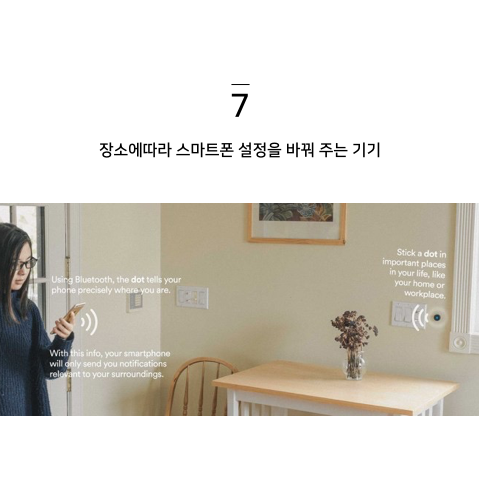 7
장소에따라 스마트폰 설정을 바꿔 주는 기기
Stick a dot in
important places
in your life, like
your home or
workplace.
Using Bluetooth, the dot tells your
phone precisely where you are.
With this info, your smartphone
will only send you notifications
relevant to your surroundings.